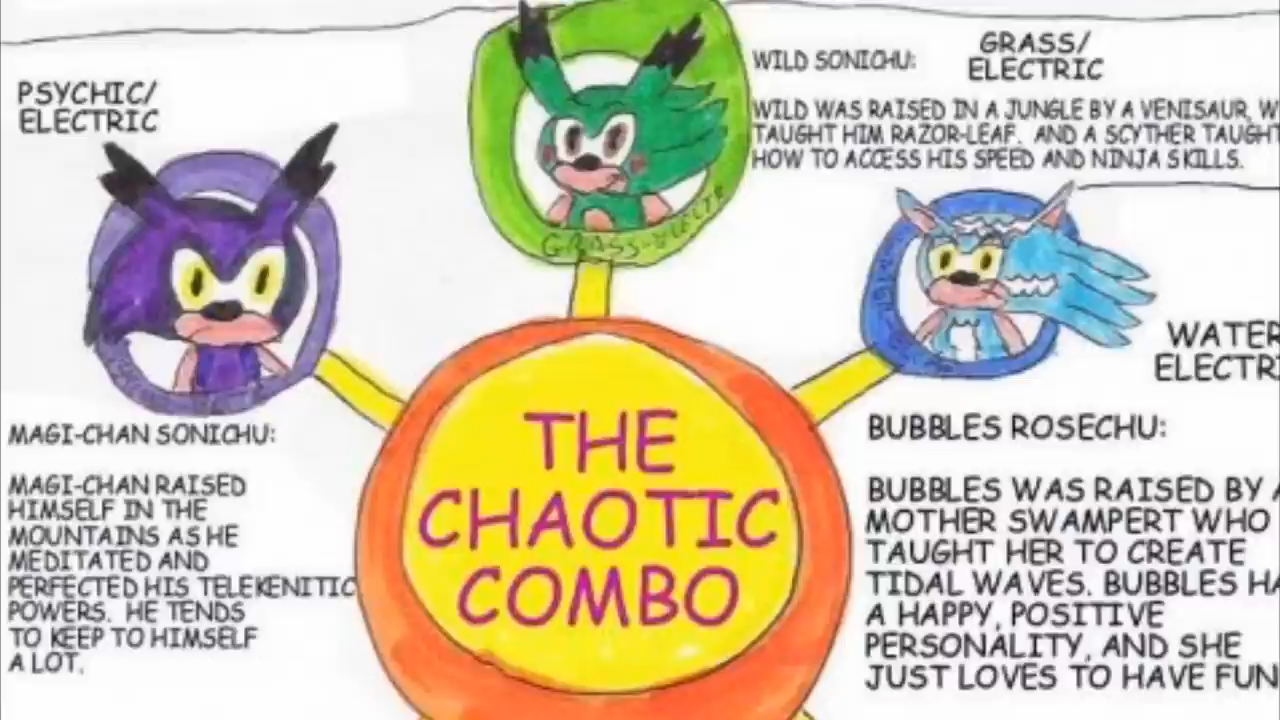 PSYCHIC/
ELECTRIC
WILD SONICHU:
GRASS/
ELECTRIC
WILD WAS RAISED IN A JUNGLE BY A VENISAUR, W
TAUGHT HIM RAZOR-LEAF. AND A SCYTHER TAUGHT
HOW TO ACCESS HIS SPEED AND NINJA SKILLS.
GRASS-ELECTR
WATER
ELECTRI
MAGI-CHAN SONICHU:
MAGI-CHAN RAISED
HIMSELF IN THE
MOUNTAINS AS HE
MEDITATED AND
PERFECTED HIS TELEKENITIC
POWERS. HE TENDS
TO KEEP TO HIMSELF
A LOT.
THE
CHAOTIC
COMBO
BUBBLES ROSECHU:
BUBBLES WAS RAISED BY A
MOTHER SWAMPERT WHO
TAUGHT HER TO CREATE
TIDAL WAVES. BUBBLES HA
A HAPPY, POSITIVE
PERSONALITY, AND SHE
JUST LOVES TO HAVE FUN